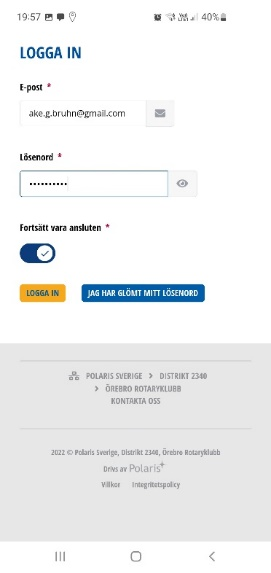 19:57
40%
LOGGA IN
E-post *
ake.g.bruhn@gmail.com
Lösenord *
••••••••••
Fortsätt vara ansluten *
LOGGA IN
JAG HAR GLÖMT MITT LÖSENORD
POLARIS SVERIGE > DISTRIKT 2340
> ÖREBRO ROTARYKLUBB
KONTAKTA OSS
2022 © Polaris Sverige, Distrikt 2340, Örebro Rotaryklubb
Drivs av Polaris+
Villkor Integritetspolicy